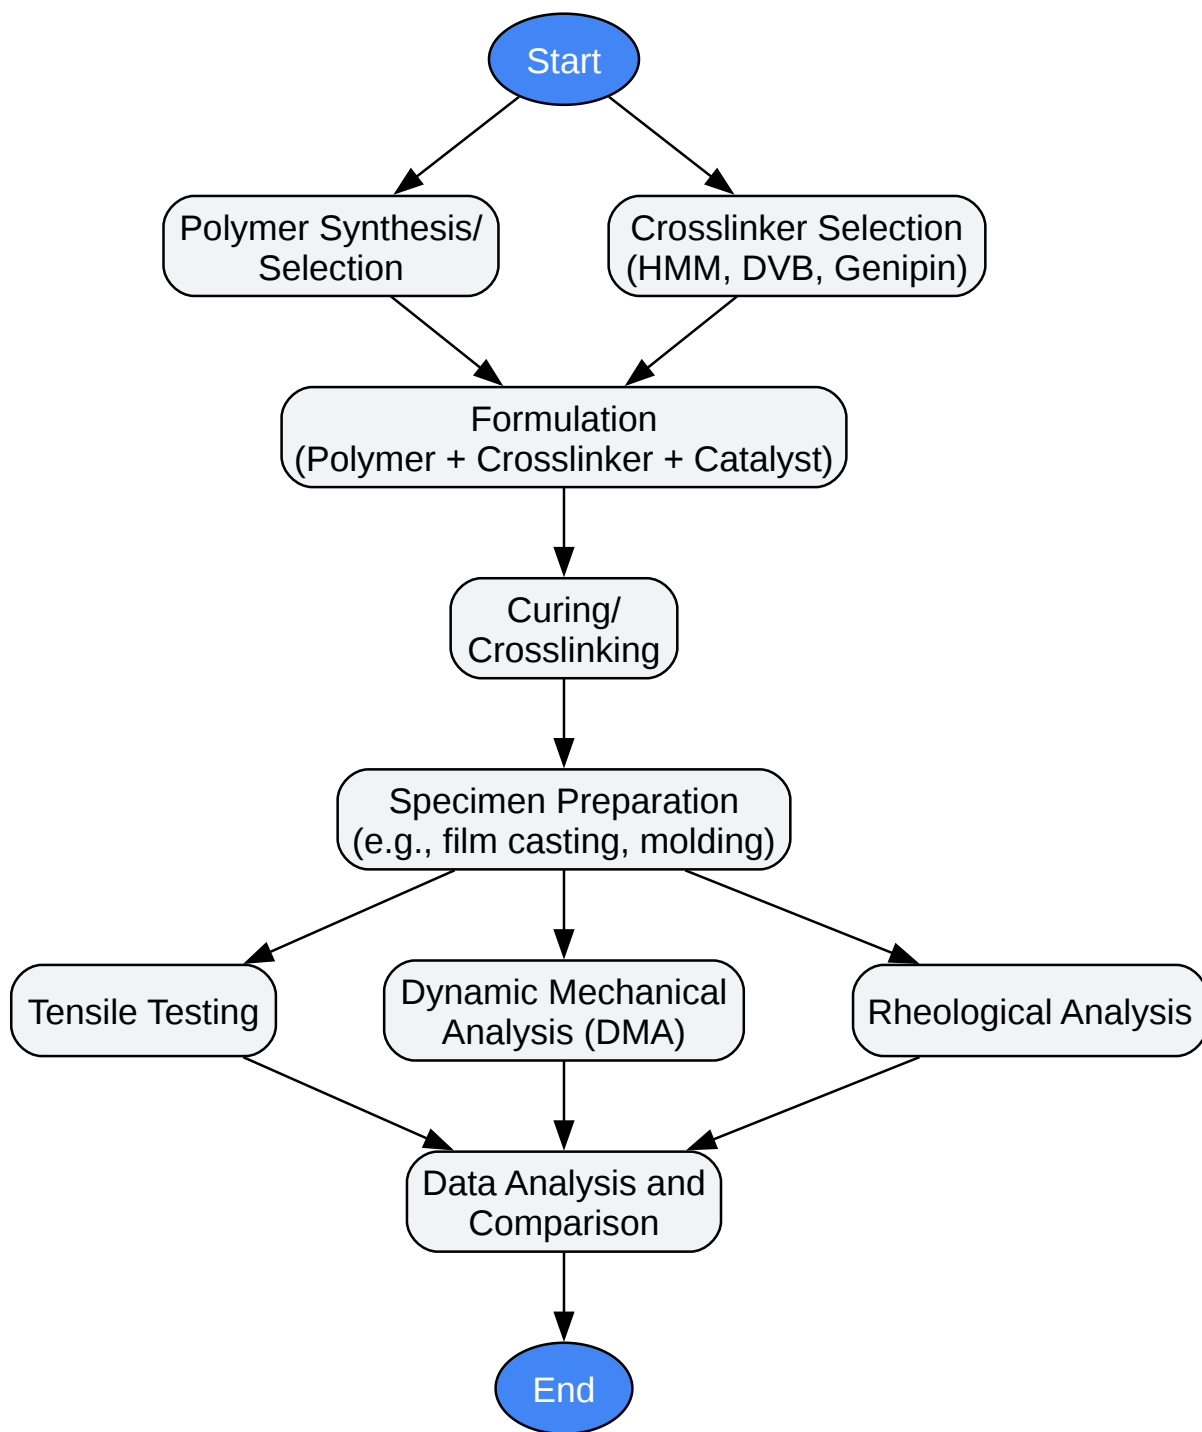 Start
Polymer Synthesis/
Selection
Crosslinker Selection
(HMM, DVB, Genipin)
Formulation
(Polymer + Crosslinker + Catalyst)
Curing/
Crosslinking
Specimen Preparation
(e.g., film casting, molding)
Tensile Testing
Dynamic Mechanical
Analysis (DMA)
Rheological Analysis
Data Analysis and
Comparison
End